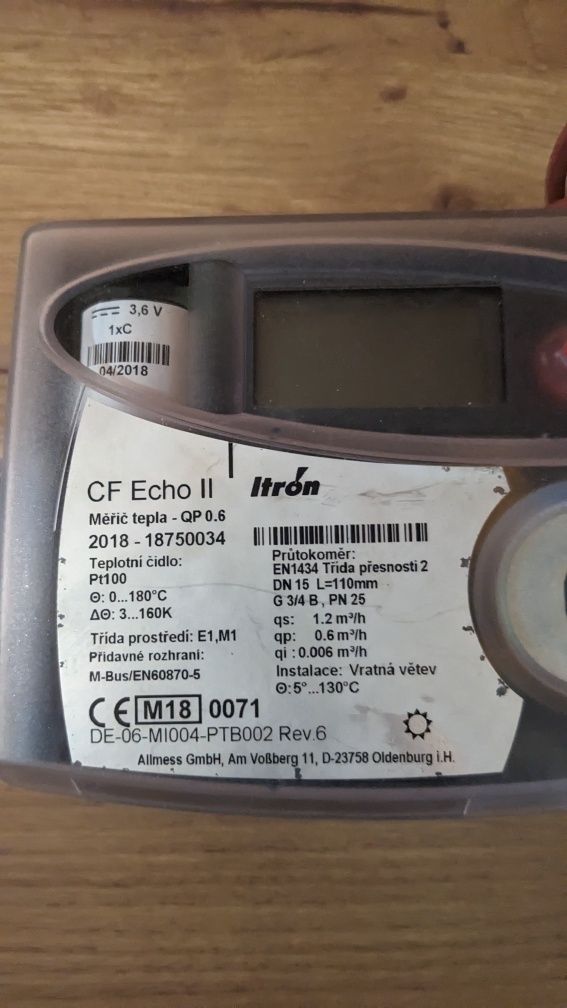 3,6 V
1xC
04/2018
CF Echo II
Itron
Měřič tepla - QP 0.6
2018 - 18750034
Teplotní čidlo:
Pt100
Θ: 0...180°C
ΔΘ: 3...160K
Třída prostředí: E1,M1
Přídavné rozhraní:
M-Bus/EN60870-5
Průtokoměr:
EN1434 Třída přesnosti 2
DN 15 L=110mm
G 3/4 B , PN 25
qs: 1.2 m³/h
qp: 0.6 m³/h
qi : 0.006 m³/h
Instalace: Vratná větev
Θ:5°...130°C
CE M18 0071
DE-06-MI004-PTB002 Rev.6
Allmess GmbH, Am Voßberg 11, D-23758 Oldenburg i.H.